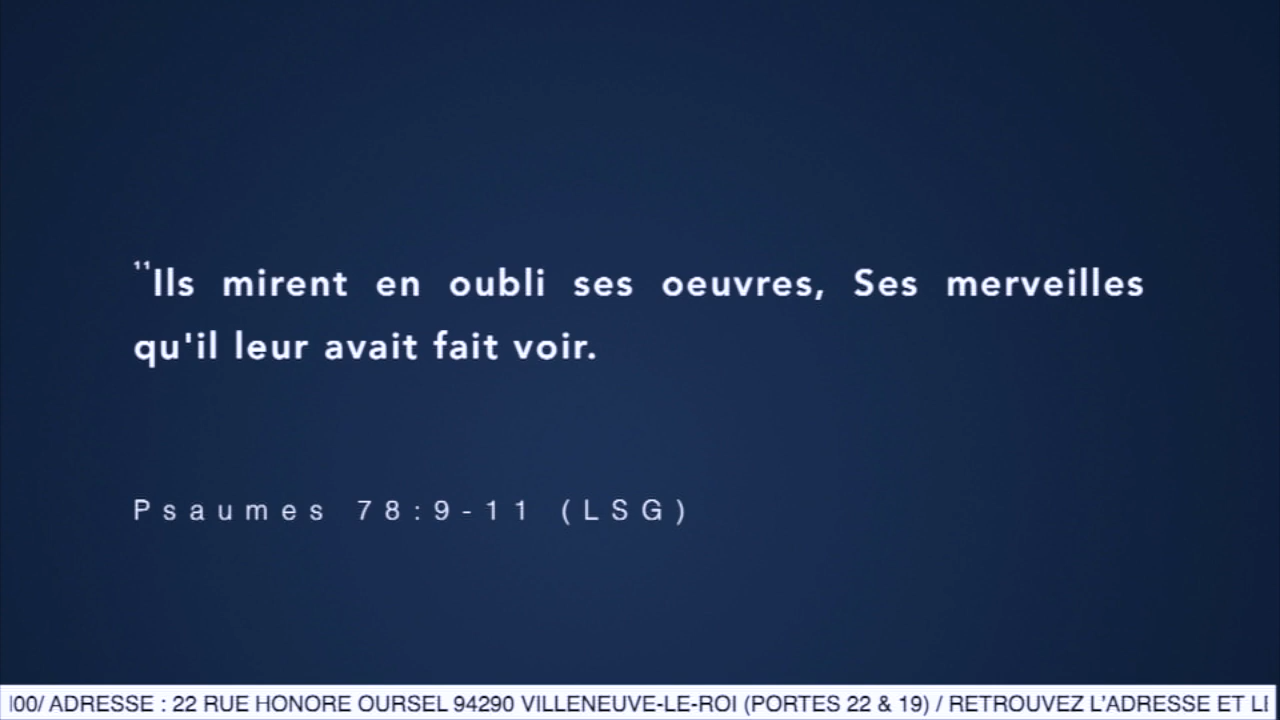 11Ils mirent en oubli ses oeuvres, Ses merveilles
qu'il leur avait fait voir.
Psaumes 78:9-11 (LSG)
00/ ADRESSE : 22 RUE HONORE OURSEL 94290 VILLENEUVE-LE-ROI (PORTES 22 & 19) / RETROUVEZ L'ADRESSE ET